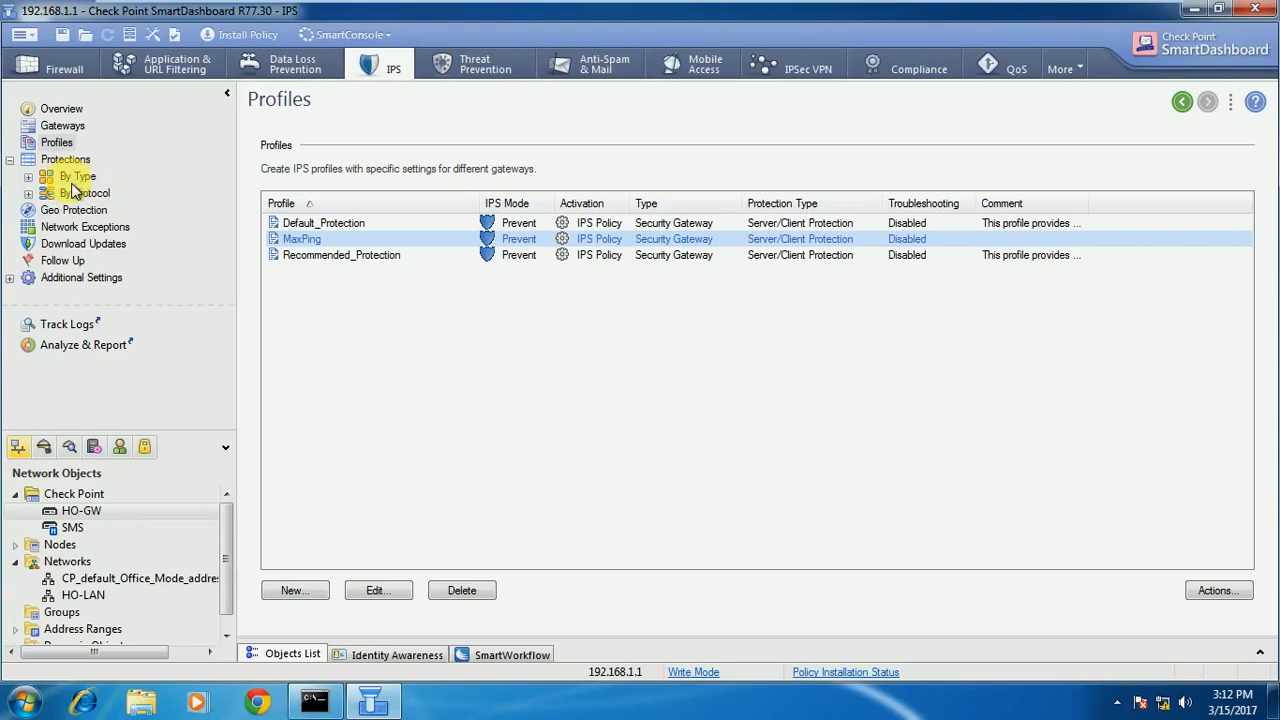 192.168.1.1 - Check Point SmartDashboard R77.30 - IPS
Install Policy
SmartConsole
Check Point
SmartDashboard
Firewall
Application &
URL Filtering
Data Loss
Prevention
IPS
Threat
Prevention
Anti-Spam
& Mail
Mobile
Access
IPSec VPN
Compliance
QoS
More
Overview
Gateways
Profiles
Protections
By Type
Geo Protection
Network Exceptions
Download Updates
Follow Up
Additional Settings
Track Logs
Analyze & Report
Profiles
Profiles
Create IPS profiles with specific settings for different gateways.
Profile IPS Mode Activation Type Protection Type Troubleshooting Comment
Default_Protection Prevent IPS Policy Security Gateway Server/Client Protection Disabled This profile provides ...
MaxPing Prevent IPS Policy Security Gateway Server/Client Protection Disabled
Recommended_Protection Prevent IPS Policy Security Gateway Server/Client Protection Disabled This profile provides ...
New... Edit... Delete Actions...
Network Objects
Check Point
HO-GW
SMS
Nodes
Networks
CP_default_Office_Mode_addre
HO-LAN
Groups
Address Ranges
Objects List Identity Awareness SmartWorkflow
192.168.1.1 Write Mode Policy Installation Status
3:12 PM
3/15/2017